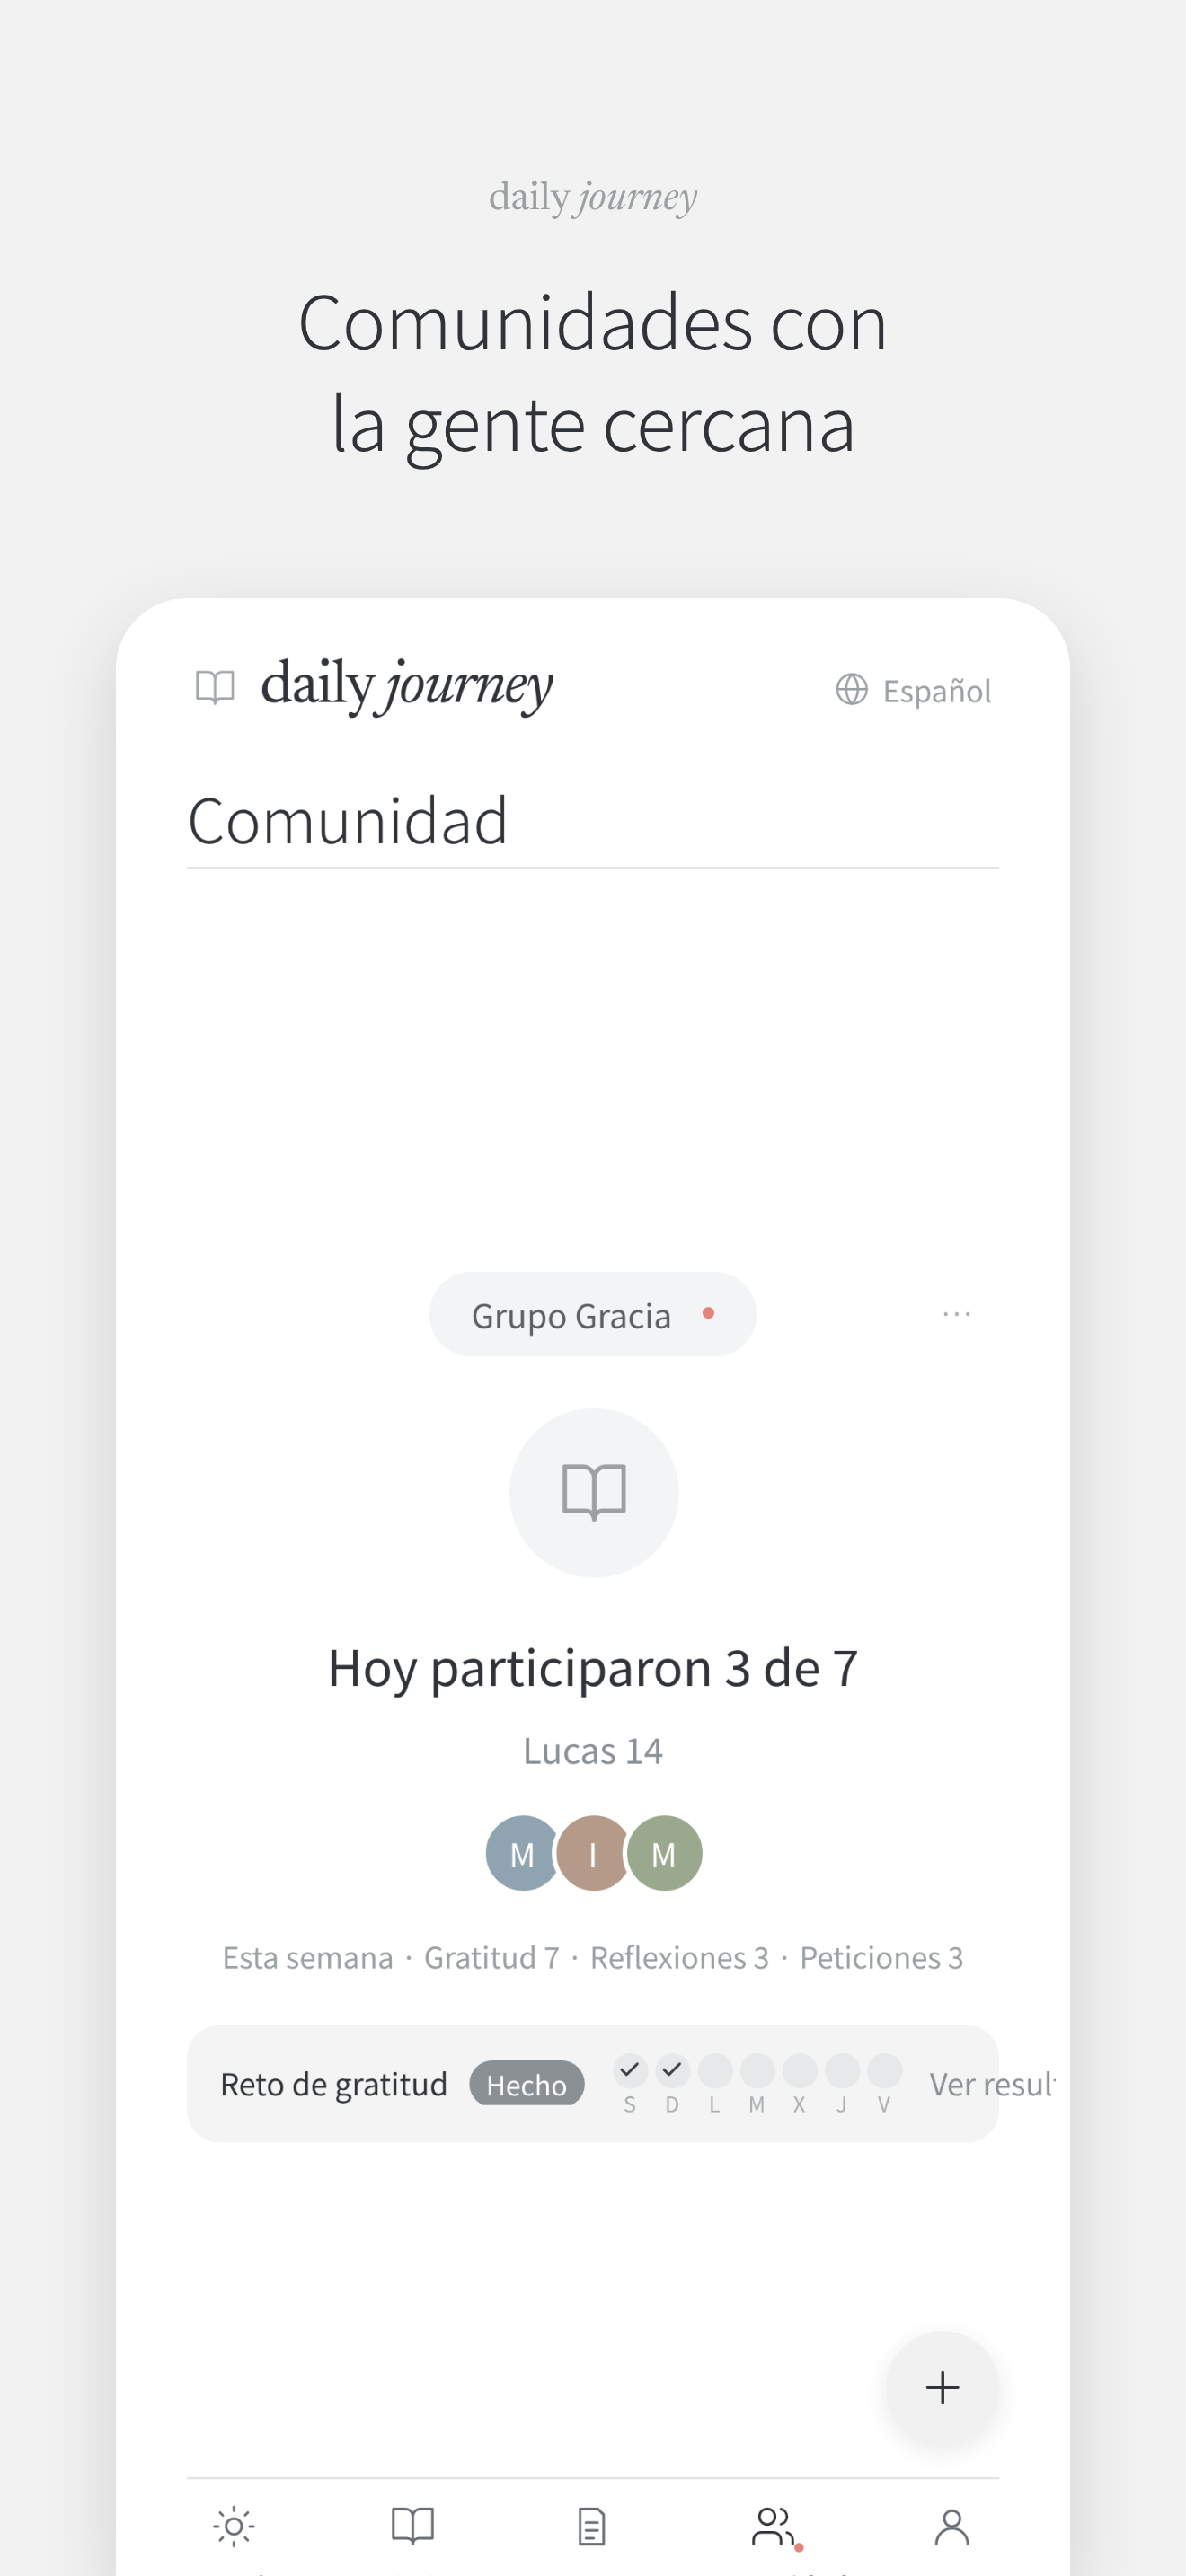 daily journey
Comunidades con
la gente cercana
daily journey
Español
Comunidad
Grupo Gracia
...
Hoy participaron 3 de 7
Lucas 14
M I M
Esta semana · Gratitud 7 · Reflexiones 3 · Peticiones 3
Reto de gratitud Hecho Ver
S D L M X J V